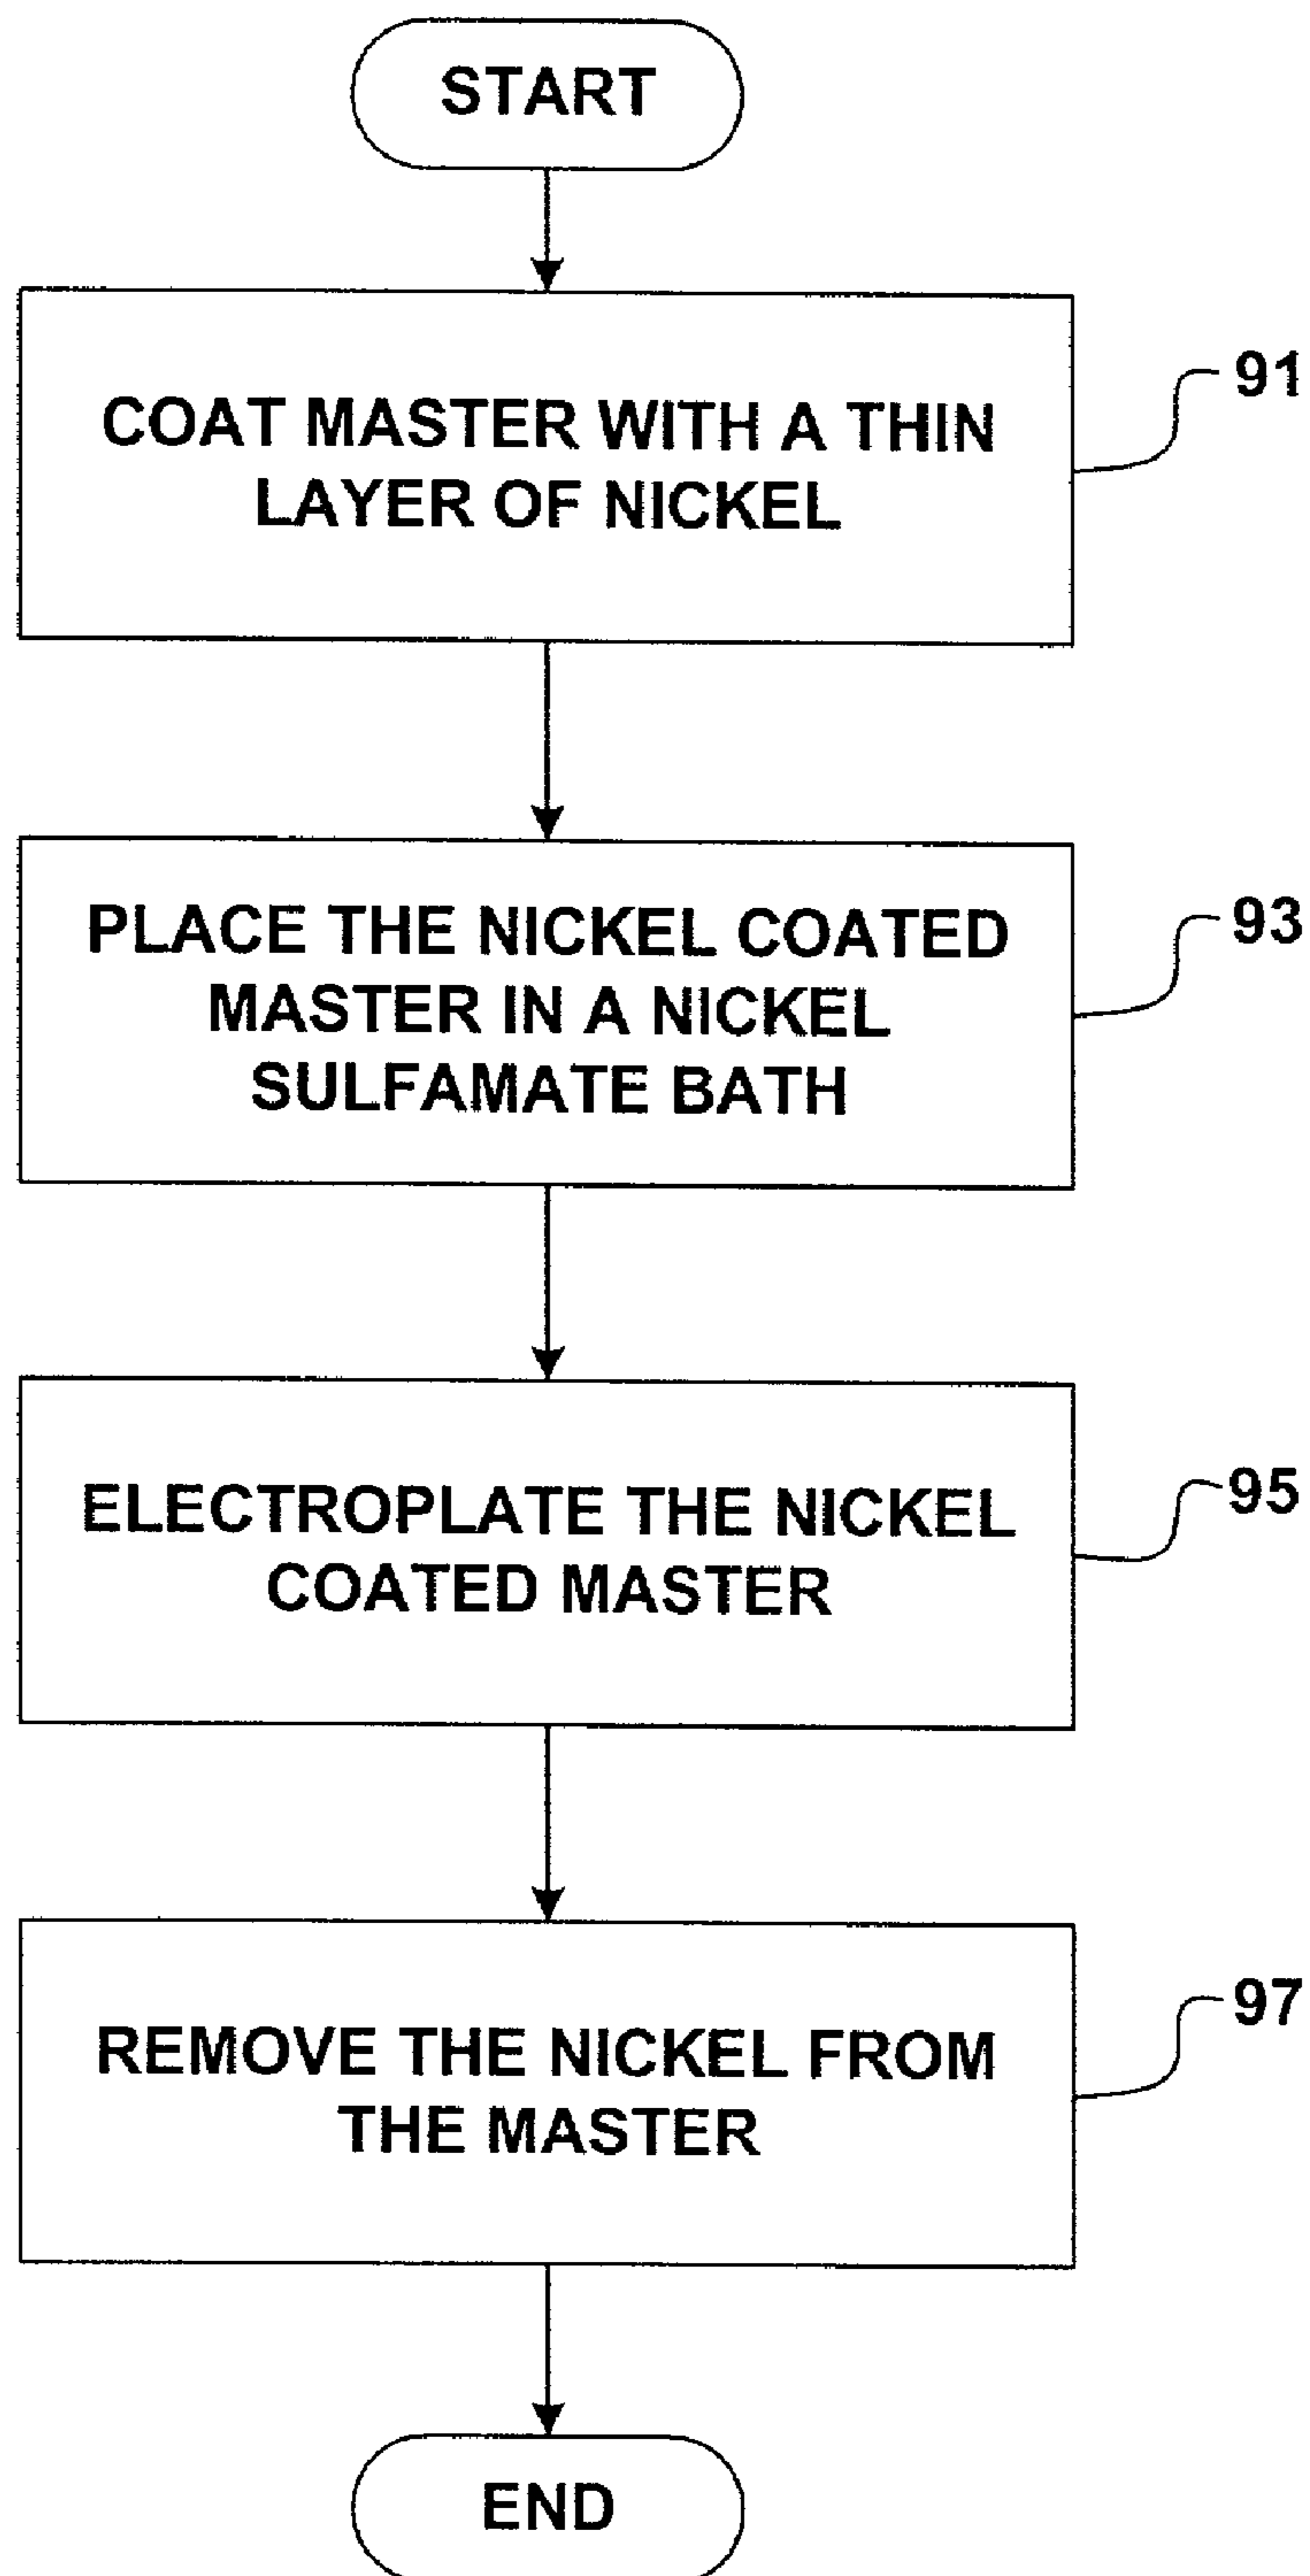 START
COAT MASTER WITH A THIN
LAYER OF NICKEL
91
PLACE THE NICKEL COATED
MASTER IN A NICKEL
SULFAMATE BATH
93
ELECTROPLATE THE NICKEL
COATED MASTER
95
REMOVE THE NICKEL FROM
THE MASTER
97
END